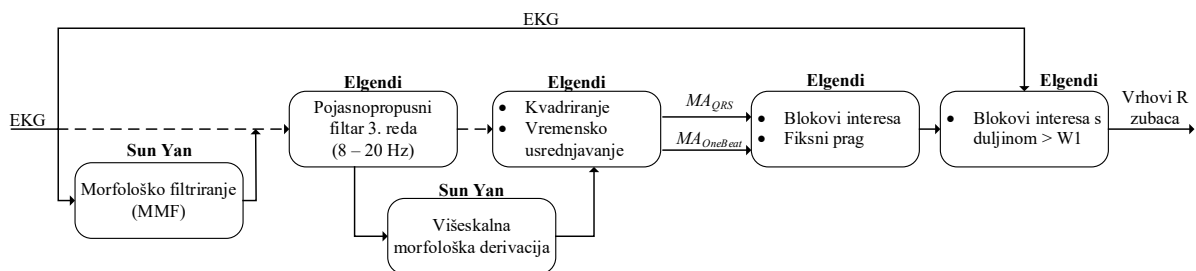 EKG
EKG
Sun Yan
Morfološko filtriranje
(MMF)
Elgendi
Pojasnopropusni
filtar 3. reda
(8 – 20 Hz)
Sun Yan
Višeskalna
morfološka derivacija
Elgendi
• Kvadriranje
• Vremensko
usrednjavanje
MA_QRS
MA_OneBeat
Elgendi
• Blokovi interesa
• Fiksni prag
Elgendi
• Blokovi interesa s
duljinom > W1
Vrhovi R
zubaca